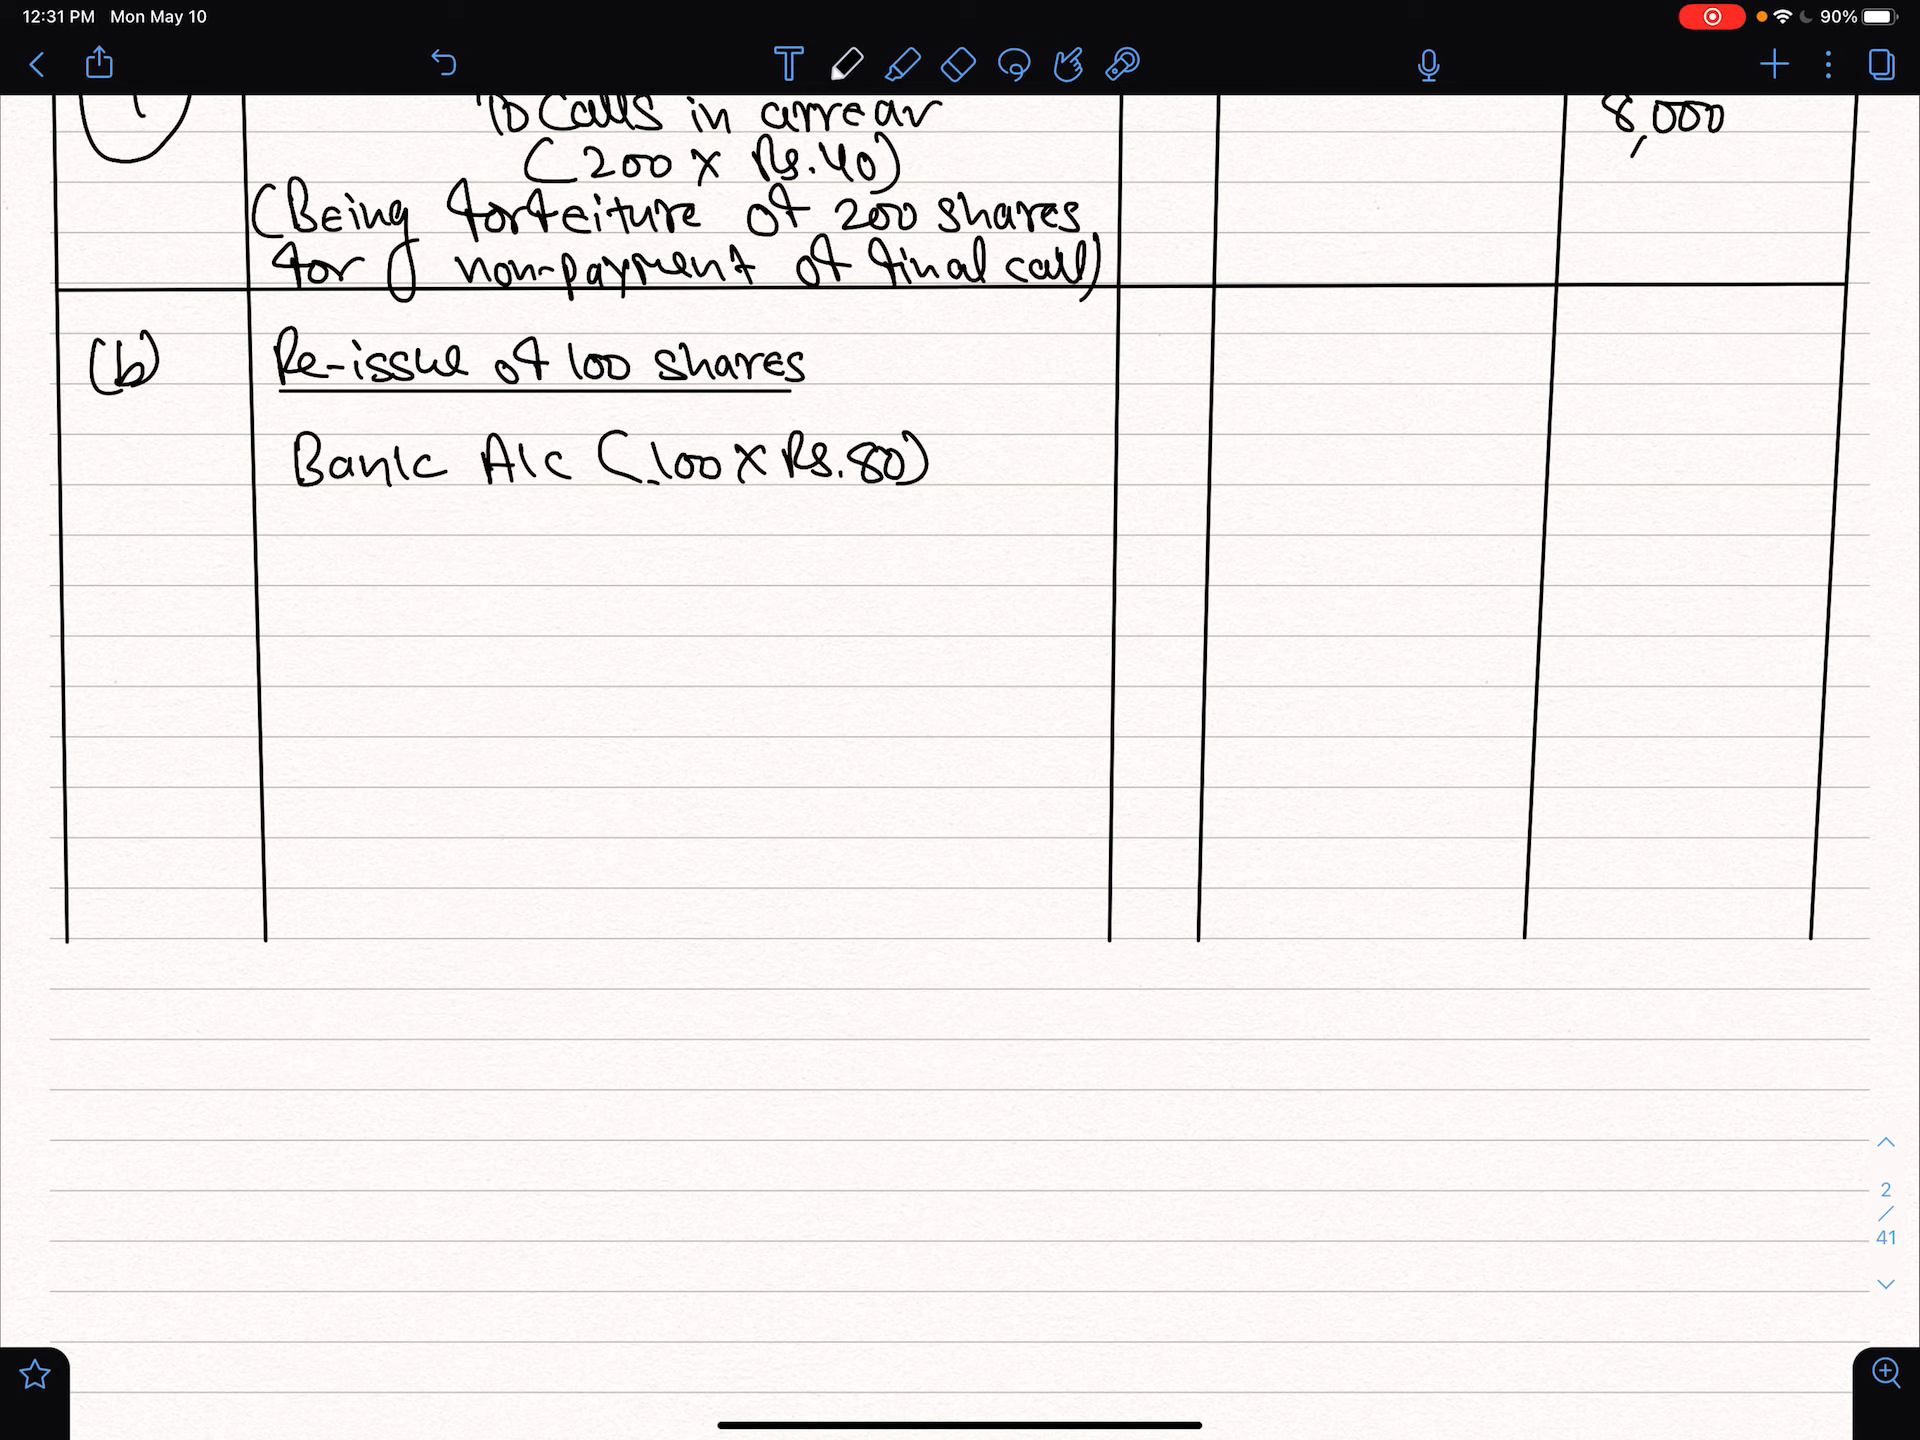 12:31 PM Mon May 10
90%
T
1
To Calls in arrear
8,000
(200 x Rs.40)
(Being forfeiture of 200 shares
for non-payment of final call)
(b)
Re-issue of 100 shares
Bank A/c (100 x Rs.80)
2
/
41